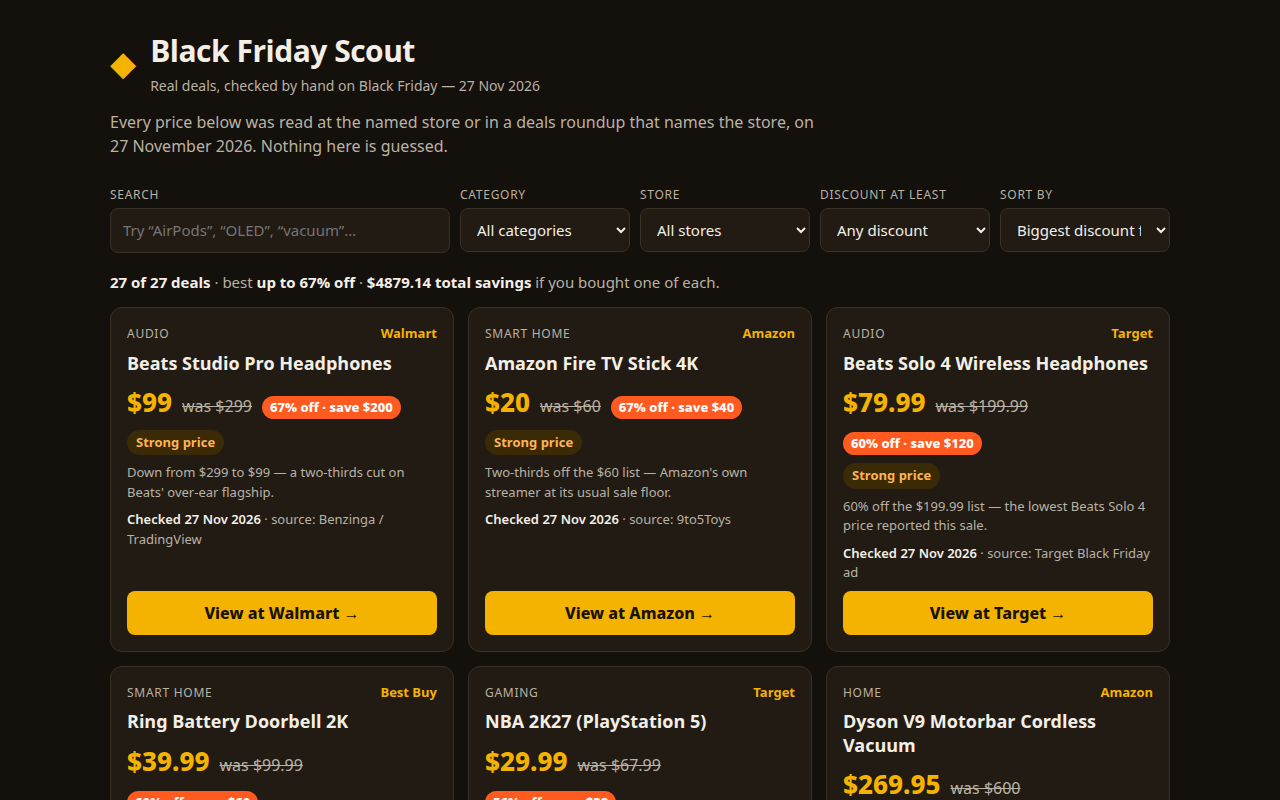 Black Friday Scout
Real deals, checked by hand on Black Friday — 27 Nov 2026
Every price below was read at the named store or in a deals roundup that names the store, on
27 November 2026. Nothing here is guessed.
SEARCH
CATEGORY
STORE
DISCOUNT AT LEAST
SORT BY
Try “AirPods”, “OLED”, “vacuum”…
All categories
All stores
Any discount
Biggest discount
27 of 27 deals · best up to 67% off · $4879.14 total savings if you bought one of each.
AUDIO
Walmart
Beats Studio Pro Headphones
$99 was $299 67% off · save $200
Strong price
Down from $299 to $99 — a two-thirds cut on
Beats' over-ear flagship.
Checked 27 Nov 2026 · source: Benzinga /
TradingView
View at Walmart →
SMART HOME
Amazon
Amazon Fire TV Stick 4K
$20 was $60 67% off · save $40
Strong price
Two-thirds off the $60 list — Amazon's own
streamer at its usual sale floor.
Checked 27 Nov 2026 · source: 9to5Toys
View at Amazon →
AUDIO
Target
Beats Solo 4 Wireless Headphones
$79.99 was $199.99
60% off · save $120
Strong price
60% off the $199.99 list — the lowest Beats Solo 4
price reported this sale.
Checked 27 Nov 2026 · source: Target Black Friday
ad
View at Target →
SMART HOME
Best Buy
Ring Battery Doorbell 2K
$39.99 was $99.99
GAMING
Target
NBA 2K27 (PlayStation 5)
$29.99 was $67.99
HOME
Amazon
Dyson V9 Motorbar Cordless
Vacuum
$269.95 was $600